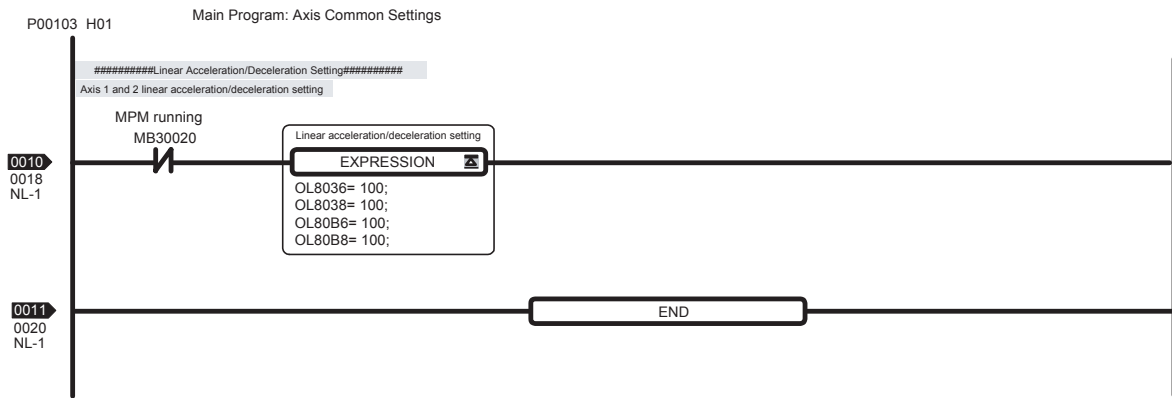 P00103 H01
Main Program: Axis Common Settings
##########Linear Acceleration/Deceleration Setting##########
Axis 1 and 2 linear acceleration/deceleration setting
MPM running
MB30020
Linear acceleration/deceleration setting
0010
EXPRESSION
0018
NL-1
OL8036= 100;
OL8038= 100;
OL80B6= 100;
OL80B8= 100;
0011
END
0020
NL-1